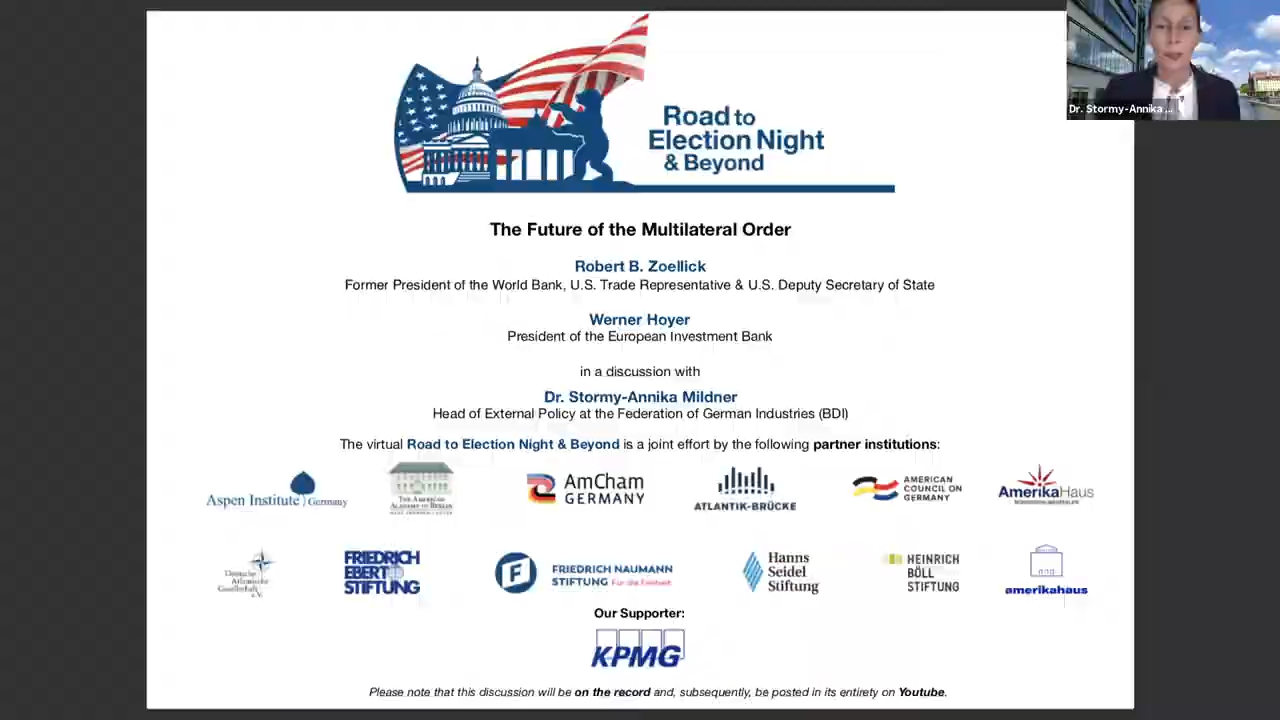 Dr. Stormy-Annika ...
Road to
Election Night
& Beyond
The Future of the Multilateral Order
Robert B. Zoellick
Former President of the World Bank, U.S. Trade Representative & U.S. Deputy Secretary of State
Werner Hoyer
President of the European Investment Bank
in a discussion with
Dr. Stormy-Annika Mildner
Head of External Policy at the Federation of German Industries (BDI)
The virtual Road to Election Night & Beyond is a joint effort by the following partner institutions:
Aspen Institute Germany
THE AMERICAN
ACADEMY IN BERLIN
AmCham
GERMANY
ATLANTIK-BRÜCKE
AMERICAN
COUNCIL ON
GERMANY
AmerikaHaus
Deutsche
Atlantische
Gesellschaft
e.V.
FRIEDRICH
EBERT
STIFTUNG
F
FRIEDRICH NAUMANN
STIFTUNG Für die Freiheit.
Hanns
Seidel
Stiftung
HEINRICH
BÖLL
STIFTUNG
amerikahaus
Our Supporter:
KPMG
Please note that this discussion will be on the record and, subsequently, be posted in its entirety on Youtube.